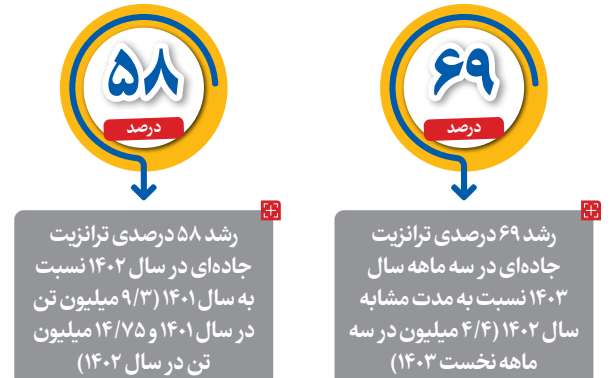 ۶۹
درصد
رشد ۶۹ درصدی ترانزیت
جاده‌ای در سه ماهه سال
۱۴۰۳ نسبت به مدت مشابه
سال ۱۴۰۲ (۴/۴ میلیون در سه
ماهه نخست ۱۴۰۳)
۵۸
درصد
رشد ۵۸ درصدی ترانزیت
جاده‌ای در سال ۱۴۰۲ نسبت
به سال ۱۴۰۱ (۹/۳ میلیون تن
در سال ۱۴۰۱ و ۱۴/۷۵ میلیون
تن در سال ۱۴۰۲)